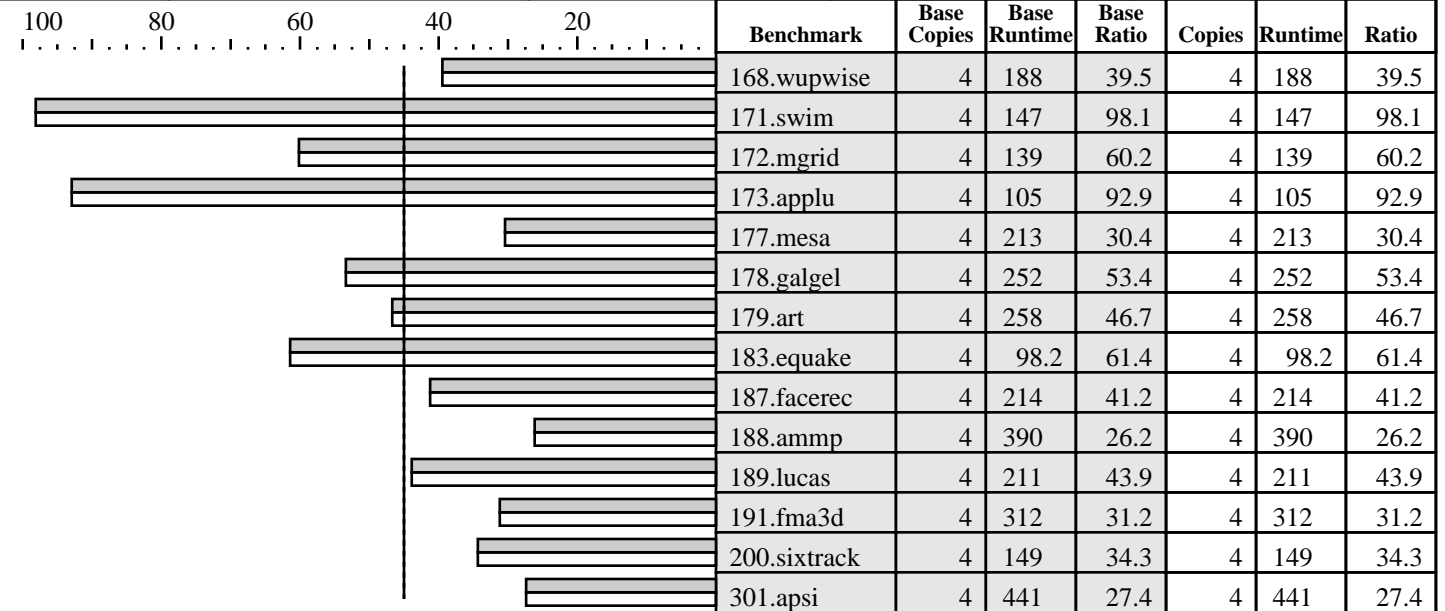 100 80 60 40 20
Benchmark Base Copies Base Runtime Base Ratio Copies Runtime Ratio
168.wupwise 4 188 39.5 4 188 39.5
171.swim 4 147 98.1 4 147 98.1
172.mgrid 4 139 60.2 4 139 60.2
173.applu 4 105 92.9 4 105 92.9
177.mesa 4 213 30.4 4 213 30.4
178.galgel 4 252 53.4 4 252 53.4
179.art 4 258 46.7 4 258 46.7
183.equake 4 98.2 61.4 4 98.2 61.4
187.facerec 4 214 41.2 4 214 41.2
188.ammp 4 390 26.2 4 390 26.2
189.lucas 4 211 43.9 4 211 43.9
191.fma3d 4 312 31.2 4 312 31.2
200.sixtrack 4 149 34.3 4 149 34.3
301.apsi 4 441 27.4 4 441 27.4